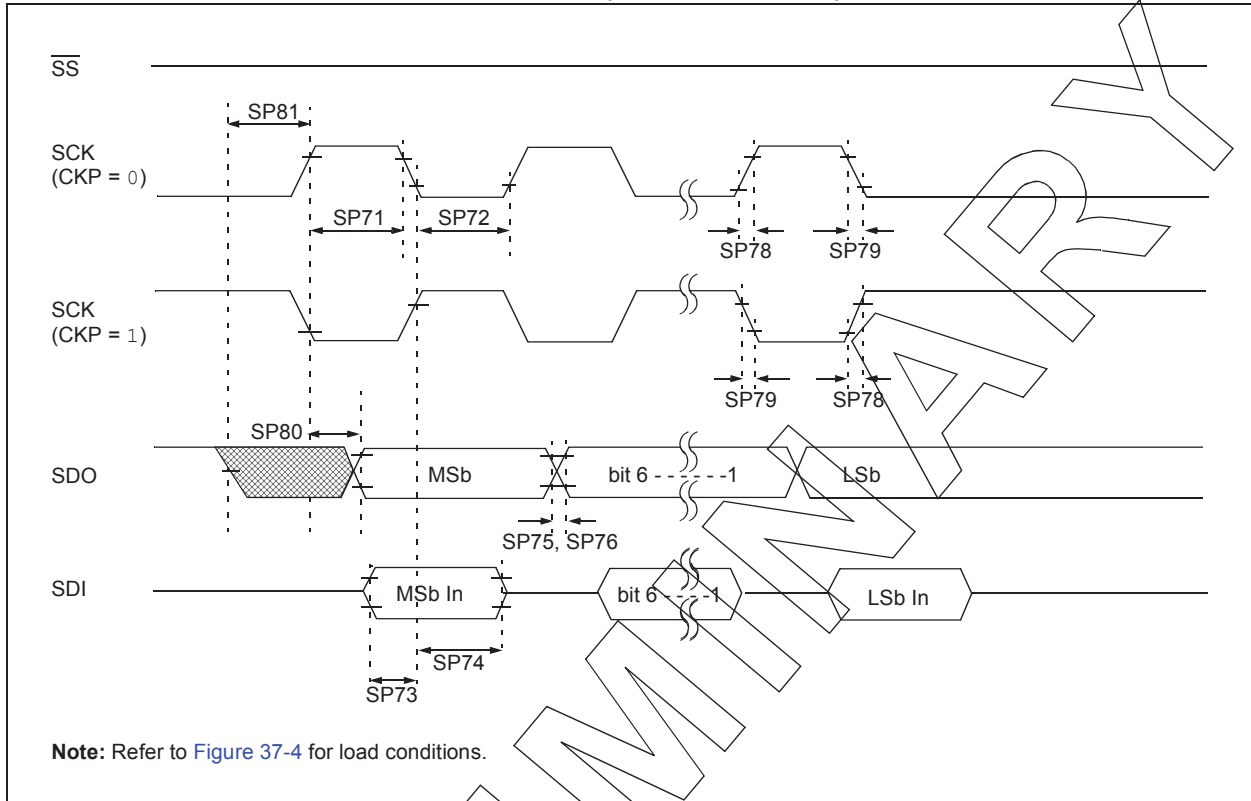 SS
SP81
SCK
(CKP = 0)
SP71
SP72
SP78
SP79
SCK
(CKP = 1)
SP79
SP78
SP80
SDO
MSb
bit 6 - - - - - -1
LSb
SP75, SP76
SDI
MSb In
bit 6 - - - - -1
LSb In
SP74
SP73
Note: Refer to Figure 37-4 for load conditions.
MINARY